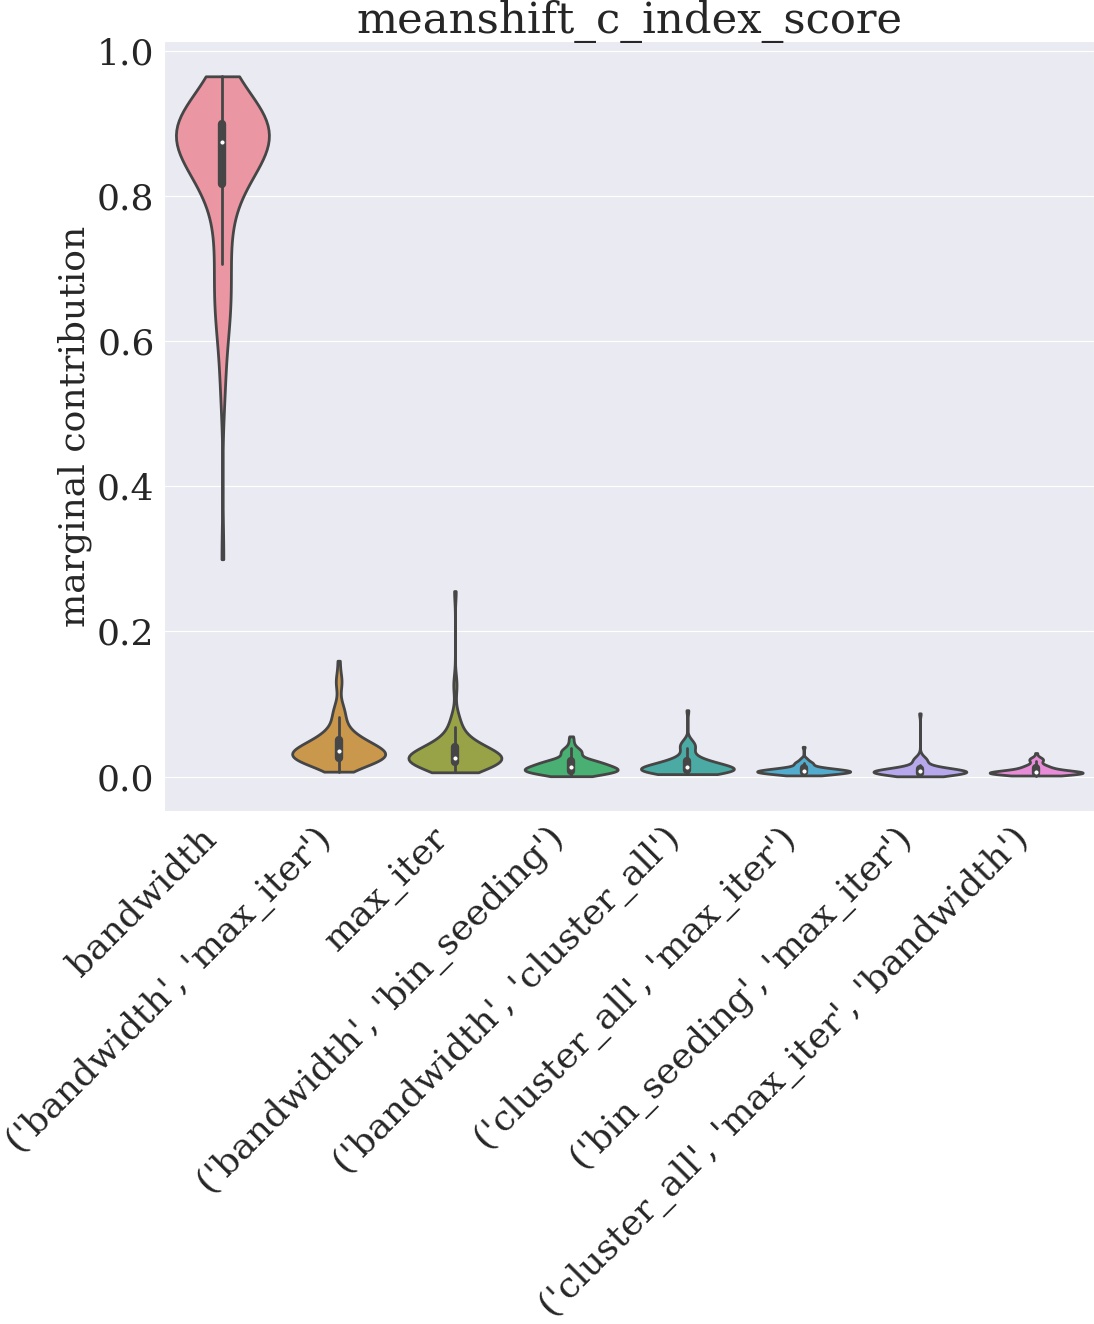 meanshift_c_index_score
marginal contribution
1.0
0.8
0.6
0.4
0.2
0.0
bandwidth
('bandwidth', 'max_iter')
max_iter
('bandwidth', 'bin_seeding')
('bandwidth', 'cluster_all')
('cluster_all', 'max_iter')
('bin_seeding', 'max_iter')
('cluster_all', 'max_iter', 'bandwidth')